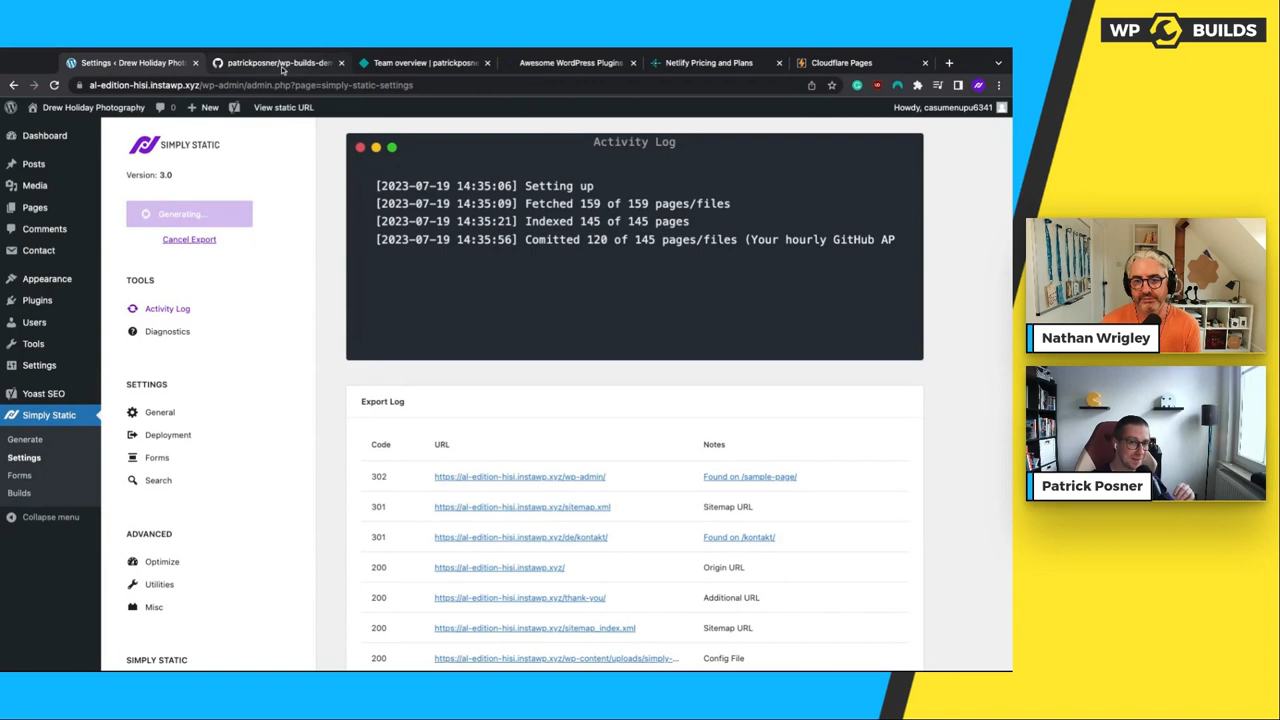 WP BUILDS
Settings ‹ Drew Holiday Phot
patrickposner/wp-builds-dem
Team overview | patrickposne
Awesome WordPress Plugins
Netlify Pricing and Plans
Cloudflare Pages
al-edition-hisi.instawp.xyz/wp-admin/admin.php?page=simply-static-settings
Drew Holiday Photography
0
New
View static URL
Howdy, casumenupu6341
Dashboard
Posts
Media
Pages
Comments
Contact
Appearance
Plugins
Users
Tools
Settings
Yoast SEO
Simply Static
Generate
Settings
Forms
Builds
Collapse menu
SIMPLY STATIC
Version: 3.0
Generating...
Cancel Export
TOOLS
Activity Log
Diagnostics
SETTINGS
General
Deployment
Forms
Search
ADVANCED
Optimize
Utilities
Misc
SIMPLY STATIC
Activity Log
[2023-07-19 14:35:06] Setting up
[2023-07-19 14:35:09] Fetched 159 of 159 pages/files
[2023-07-19 14:35:21] Indexed 145 of 145 pages
[2023-07-19 14:35:56] Comitted 120 of 145 pages/files (Your hourly GitHub AP
Export Log
Code URL Notes
302 https://al-edition-hisi.instawp.xyz/wp-admin/ Found on /sample-page/
301 https://al-edition-hisi.instawp.xyz/sitemap.xml Sitemap URL
301 https://al-edition-hisi.instawp.xyz/de/kontakt/ Found on /kontakt/
200 https://al-edition-hisi.instawp.xyz/ Origin URL
200 https://al-edition-hisi.instawp.xyz/thank-you/ Additional URL
200 https://al-edition-hisi.instawp.xyz/sitemap_index.xml Sitemap URL
200 https://al-edition-hisi.instawp.xyz/wp-content/uploads/simply-... Config File
Nathan Wrigley
Patrick Posner